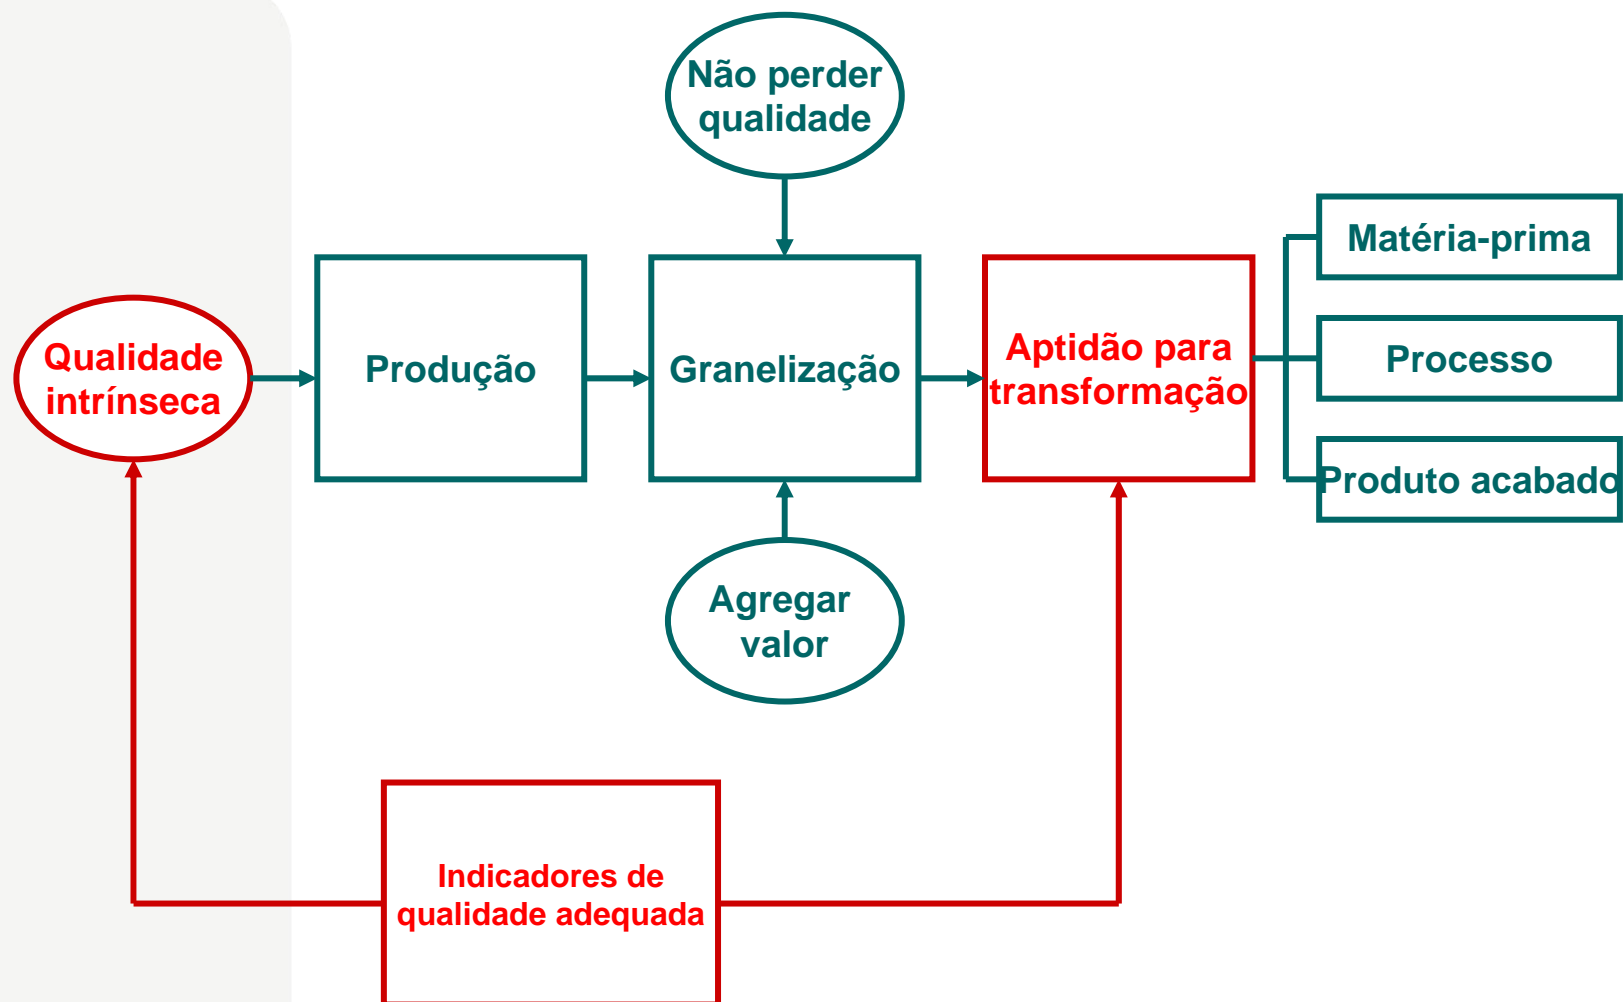 Não perder
qualidade
Matéria-prima
Qualidade
intrínseca
Produção
Granelização
Aptidão para
transformação
Processo
Produto acabado
Agregar
valor
Indicadores de
qualidade adequada